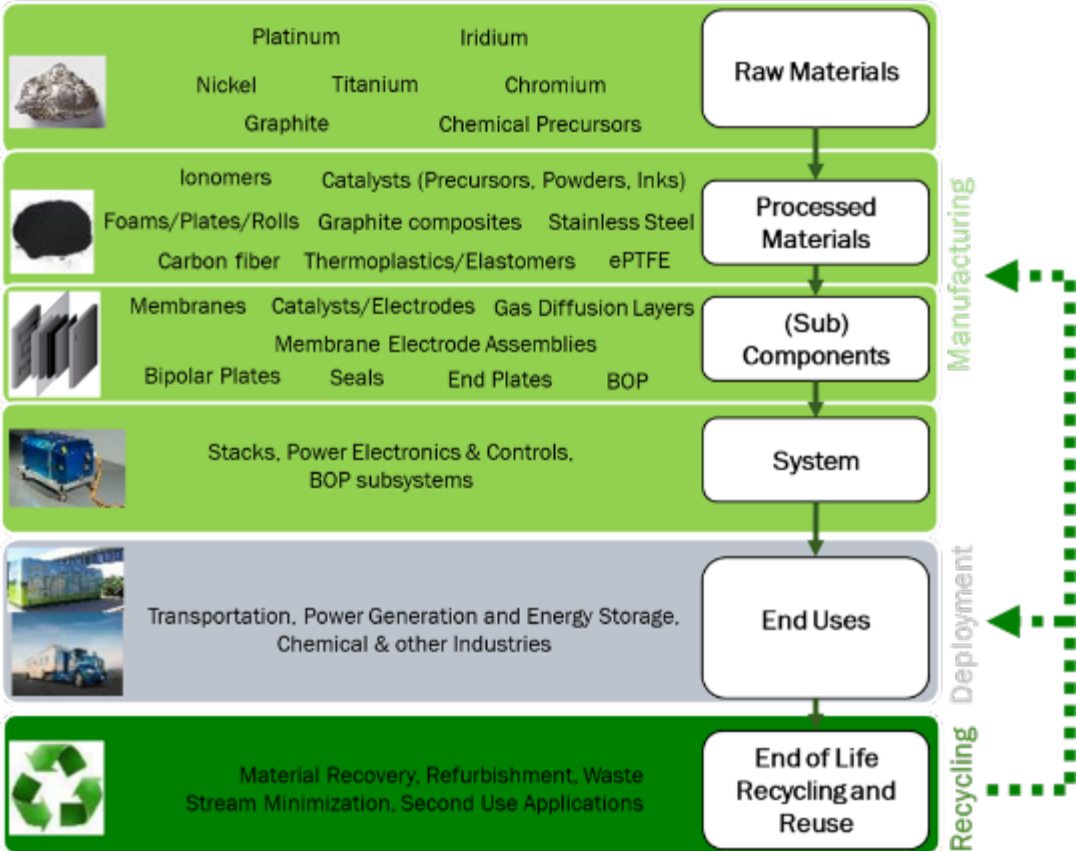 Platinum Iridium
Raw Materials
Nickel Titanium Chromium
Graphite Chemical Precursors
Ionomers Catalysts (Precursors, Powders, Inks)
Foams/Plates/Rolls Graphite composites Stainless Steel
Carbon fiber Thermoplastics/Elastomers ePTFE
Processed
Materials
Membranes Catalysts/Electrodes Gas Diffusion Layers
Membrane Electrode Assemblies
Bipolar Plates Seals End Plates BOP
(Sub)
Components
Manufacturing
Stacks, Power Electronics & Controls,
BOP subsystems
System
Transportation, Power Generation and Energy Storage,
Chemical & other Industries
End Uses
Deployment
Material Recovery, Refurbishment, Waste
Stream Minimization, Second Use Applications
End of Life
Recycling and
Reuse
Recycling